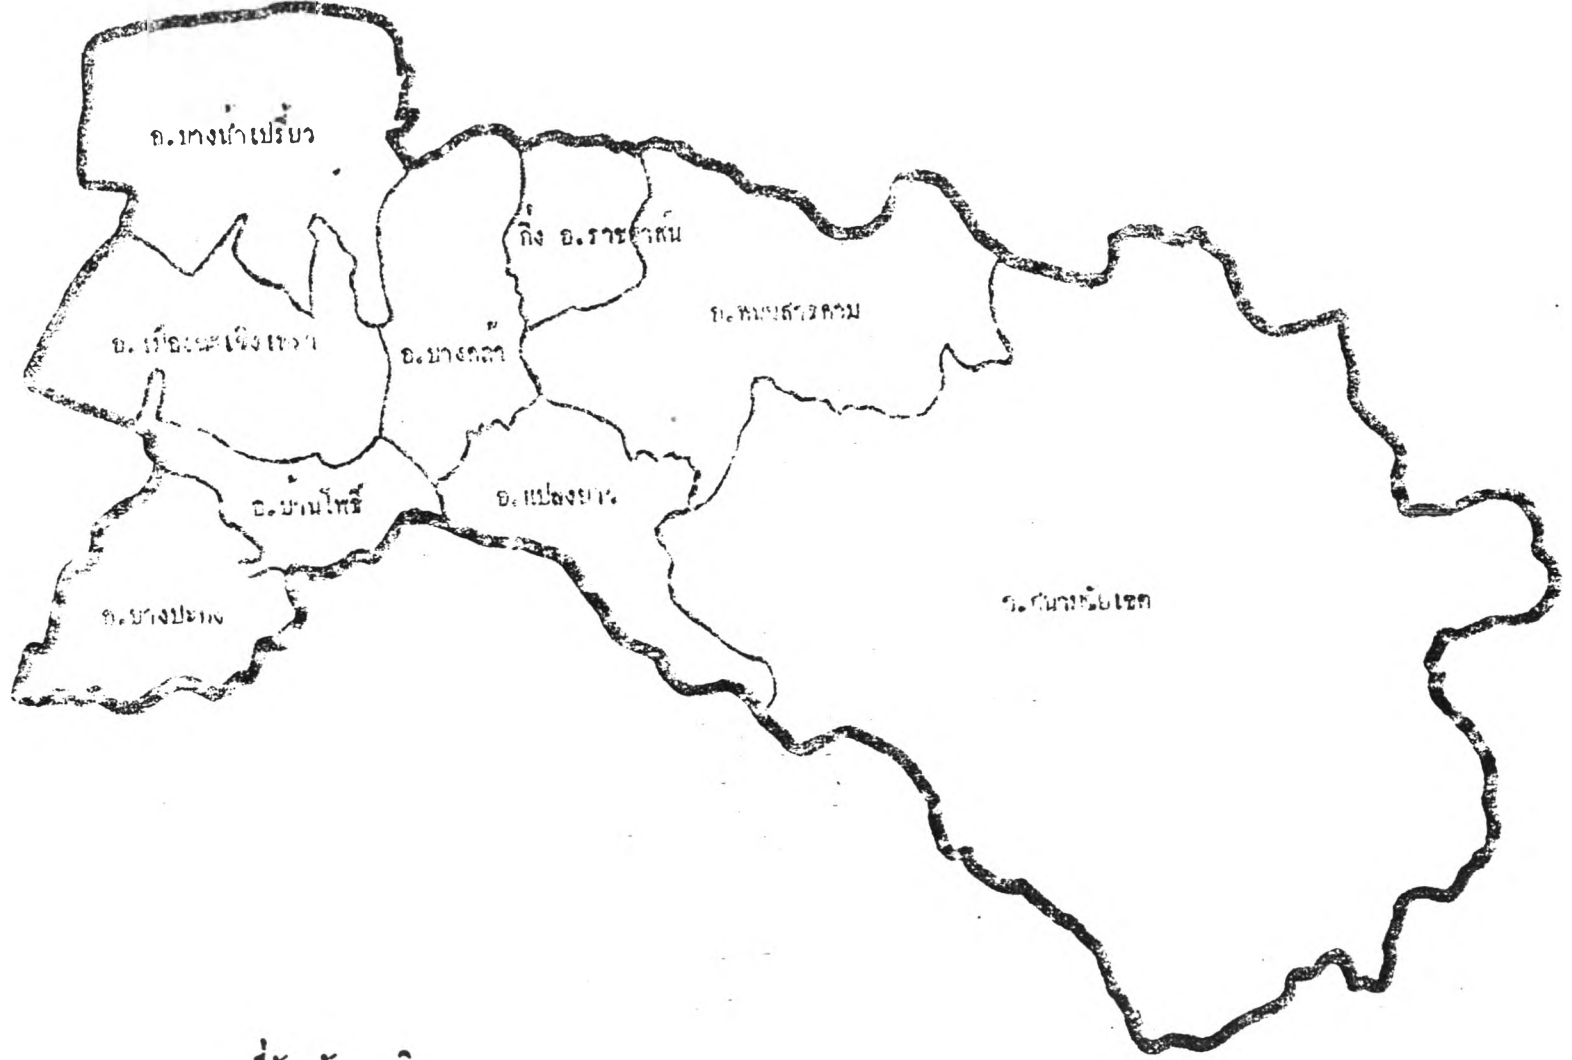 อ.บางน้ำเปรี้ยว
กิ่ง อ.ราชสาส์น
อ.พนมสารคาม
อ.เมืองฉะเชิงเทรา
อ.บางคล้า
อ.บ้านโพธิ์
อ.แปลงยาว
อ.สนามชัยเขต
อ.บางปะกง